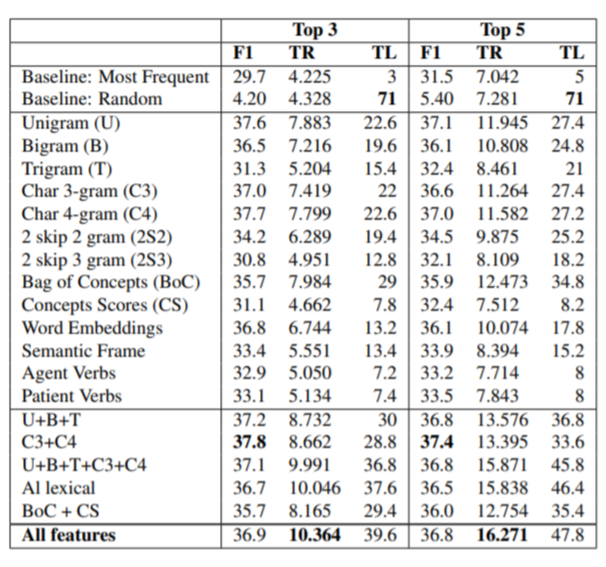 Top 3 Top 5
F1 TR TL F1 TR TL
Baseline: Most Frequent 29.7 4.225 3 31.5 7.042 5
Baseline: Random 4.20 4.328 71 5.40 7.281 71
Unigram (U) 37.6 7.883 22.6 37.1 11.945 27.4
Bigram (B) 36.5 7.216 19.6 36.1 10.808 24.8
Trigram (T) 31.3 5.204 15.4 32.4 8.461 21
Char 3-gram (C3) 37.0 7.419 22 36.6 11.264 27.4
Char 4-gram (C4) 37.7 7.799 22.6 37.0 11.582 27.2
2 skip 2 gram (2S2) 34.2 6.289 19.4 34.5 9.875 25.2
2 skip 3 gram (2S3) 30.8 4.951 12.8 32.1 8.109 18.2
Bag of Concepts (BoC) 35.7 7.984 29 35.9 12.473 34.8
Concepts Scores (CS) 31.1 4.662 7.8 32.4 7.512 8.2
Word Embeddings 36.8 6.744 13.2 36.1 10.074 17.8
Semantic Frame 33.4 5.551 13.4 33.9 8.394 15.2
Agent Verbs 32.9 5.050 7.2 33.2 7.714 8
Patient Verbs 33.1 5.134 7.4 33.5 7.843 8
U+B+T 37.2 8.732 30 36.8 13.576 36.8
C3+C4 37.8 8.662 28.8 37.4 13.395 33.6
U+B+T+C3+C4 37.1 9.991 36.8 36.8 15.871 45.8
Al lexical 36.7 10.046 37.6 36.5 15.838 46.4
BoC + CS 35.7 8.165 29.4 36.0 12.754 35.4
All features 36.9 10.364 39.6 36.8 16.271 47.8